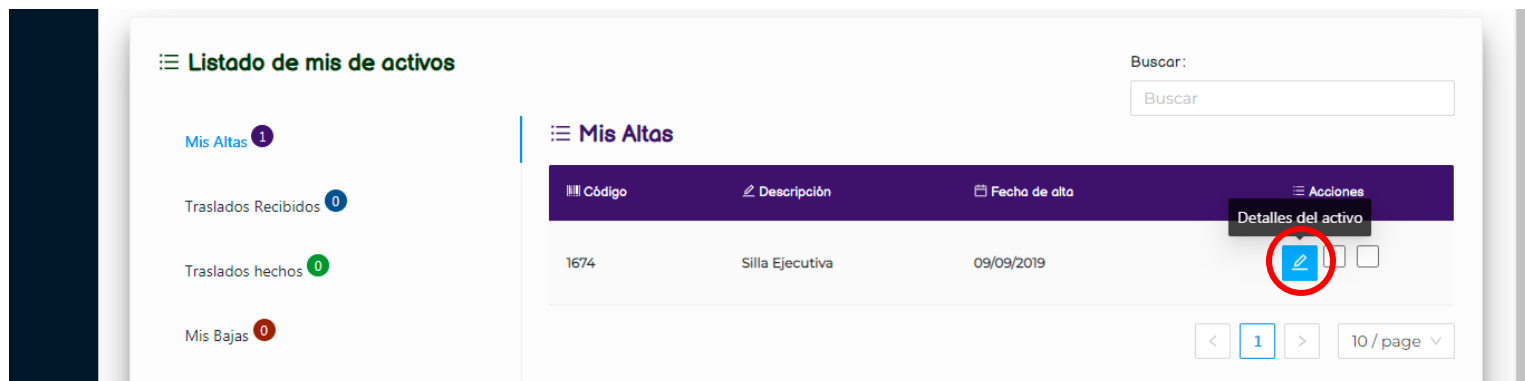 Listado de mis de activos
Buscar:
Buscar
Mis Altas 1
Traslados Recibidos 0
Traslados hechos 0
Mis Bajas 0
Mis Altas
Código Descripción Fecha de alta Acciones
Detalles del activo
1674 Silla Ejecutiva 09/09/2019
< 1 > 10 / page